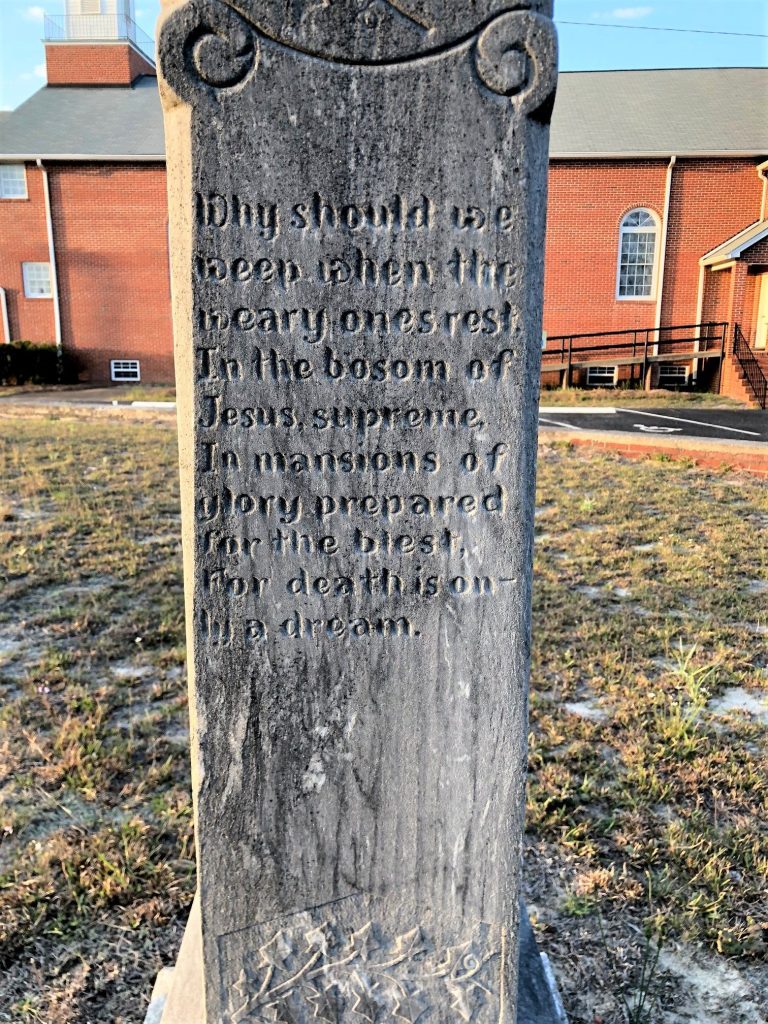 Why should we
weep when the
weary ones rest,
In the bosom of
Jesus, supreme,
In mansions of
glory prepared
for the blest,
For death is on-
ly a dream.